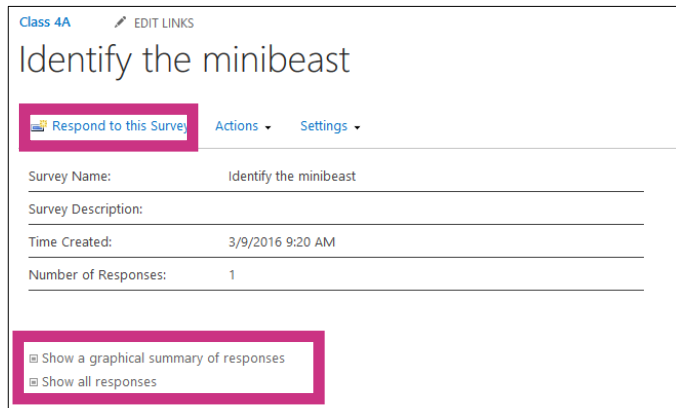 Class 4A EDIT LINKS
Identify the minibeast
Respond to this Survey Actions Settings
Survey Name: Identify the minibeast
Survey Description:
Time Created: 3/9/2016 9:20 AM
Number of Responses: 1
Show a graphical summary of responses
Show all responses